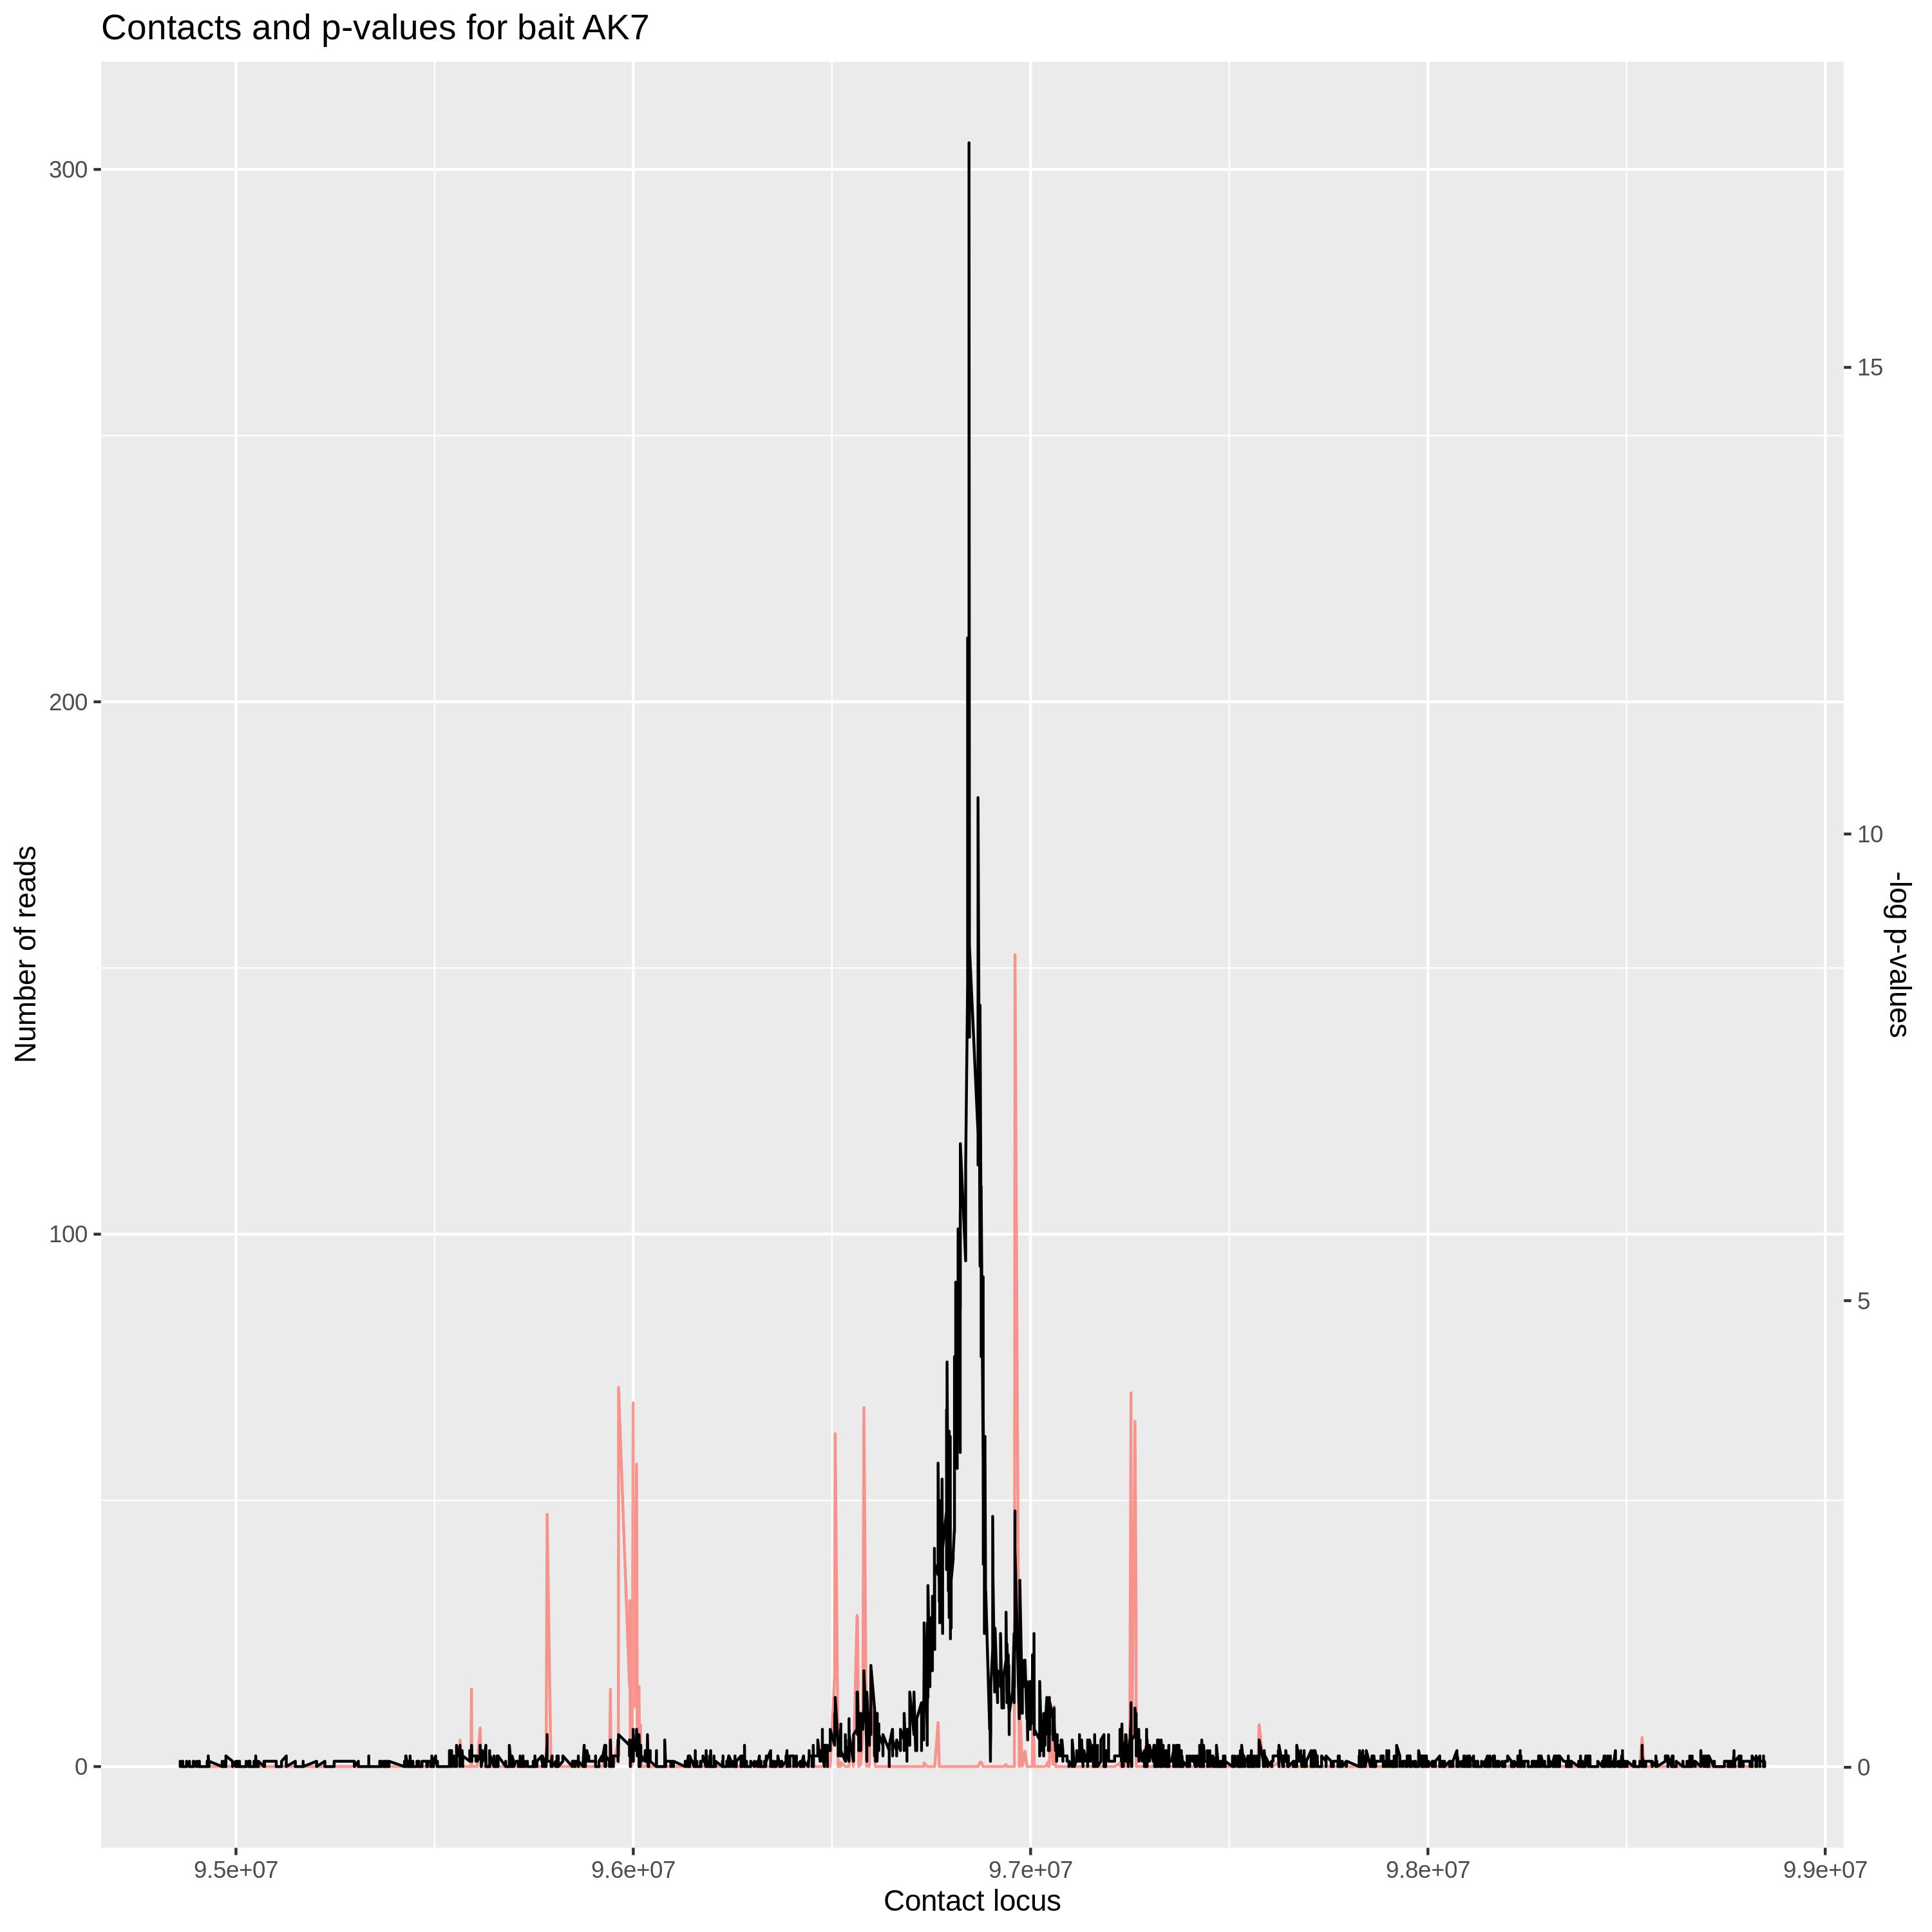 Contacts and p-values for bait AK7
300
200
100
0
Number of reads
15
10
5
0
-log p-values
9.5e+07
9.6e+07
9.7e+07
9.8e+07
9.9e+07
Contact locus